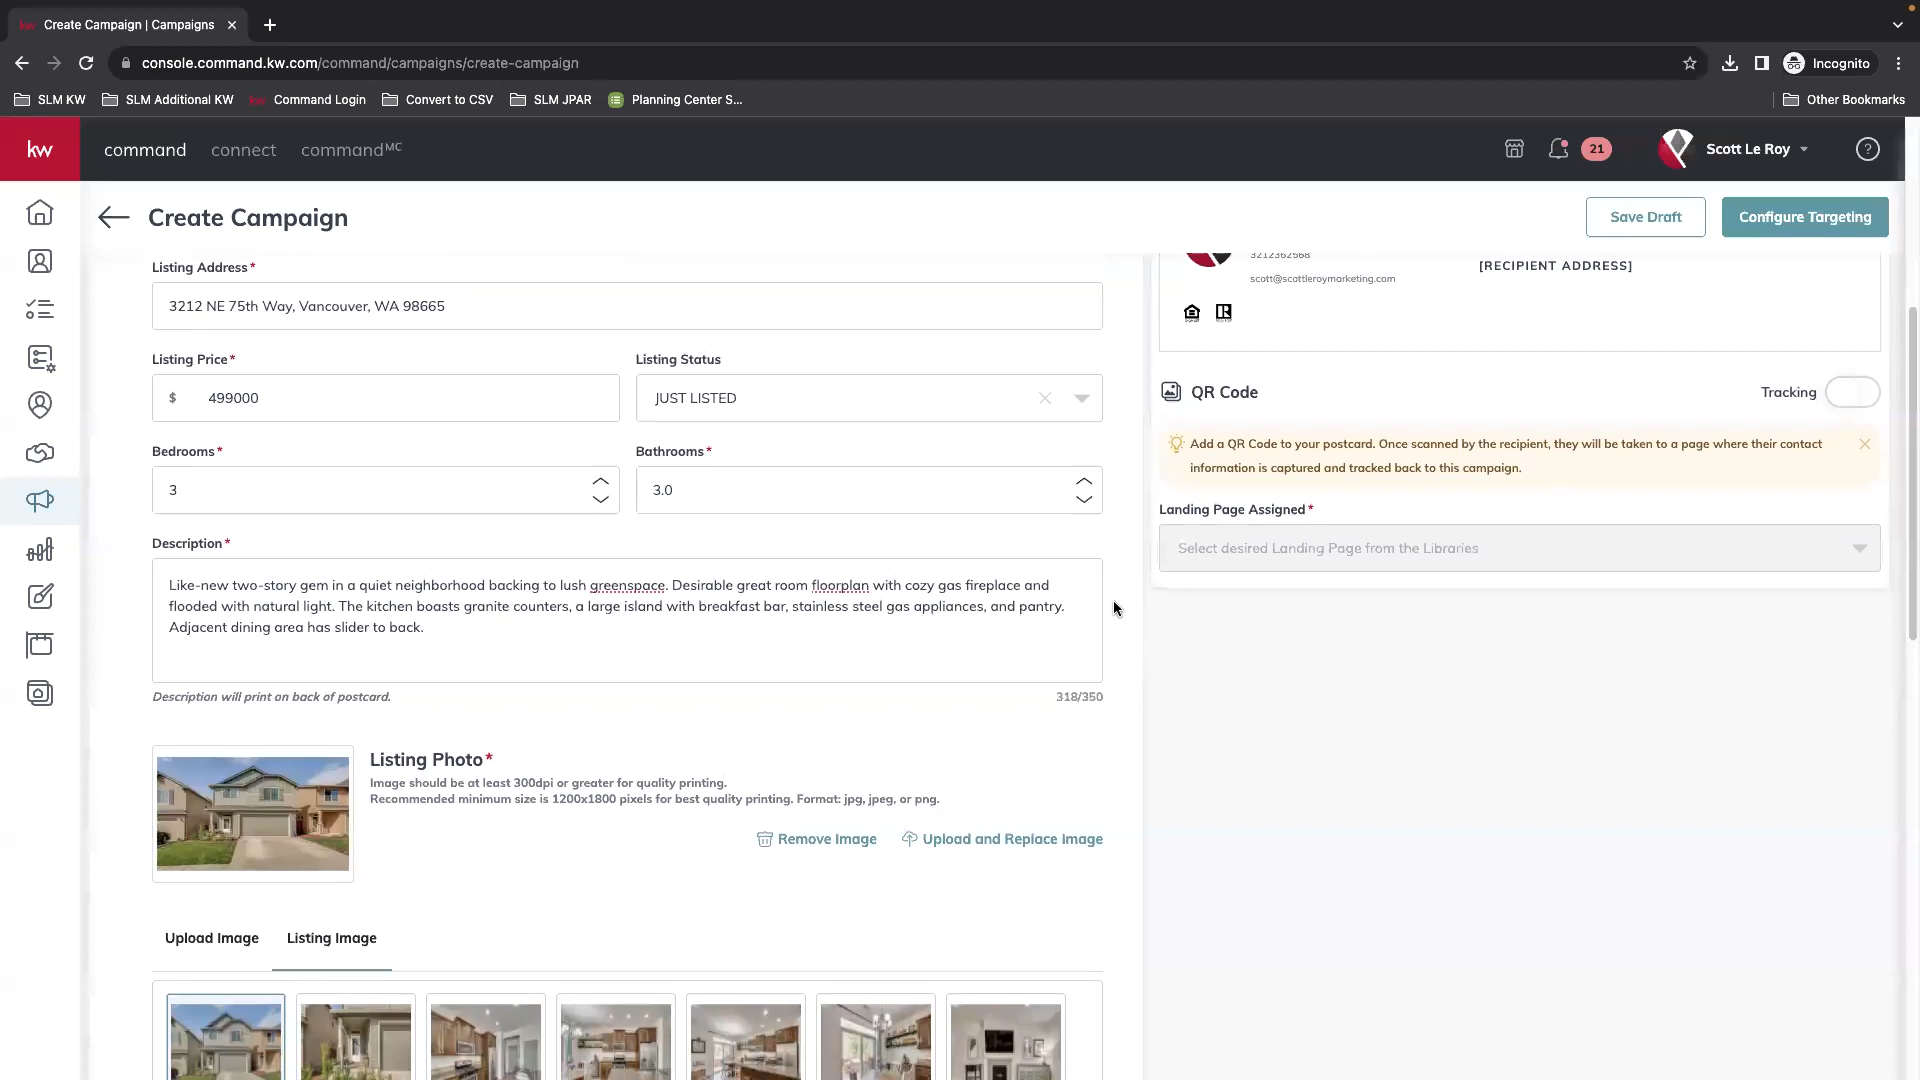 kw Create Campaign | Campaigns
console.command.kw.com/command/campaigns/create-campaign
Incognito
SLM KW
SLM Additional KW
kw Command Login
Convert to CSV
SLM JPAR
Planning Center S...
Other Bookmarks
kw
command
connect
commandMC
21
Scott Le Roy
?
Create Campaign
Save Draft
Configure Targeting
Listing Address*
3212 NE 75th Way, Vancouver, WA 98665
Listing Price*
Listing Status
$ 499000
JUST LISTED
Bedrooms*
Bathrooms*
3
3.0
Description*
Like-new two-story gem in a quiet neighborhood backing to lush greenspace. Desirable great room floorplan with cozy gas fireplace and
flooded with natural light. The kitchen boasts granite counters, a large island with breakfast bar, stainless steel gas appliances, and pantry.
Adjacent dining area has slider to back.
Description will print on back of postcard.
318/350
Listing Photo*
Image should be at least 300dpi or greater for quality printing.
Recommended minimum size is 1200x1800 pixels for best quality printing. Format: jpg, jpeg, or png.
Remove Image
Upload and Replace Image
Upload Image
Listing Image
3212362568
scott@scottleroymarketing.com
[RECIPIENT ADDRESS]
QR Code
Tracking
Add a QR Code to your postcard. Once scanned by the recipient, they will be taken to a page where their contact
information is captured and tracked back to this campaign.
Landing Page Assigned*
Select desired Landing Page from the Libraries